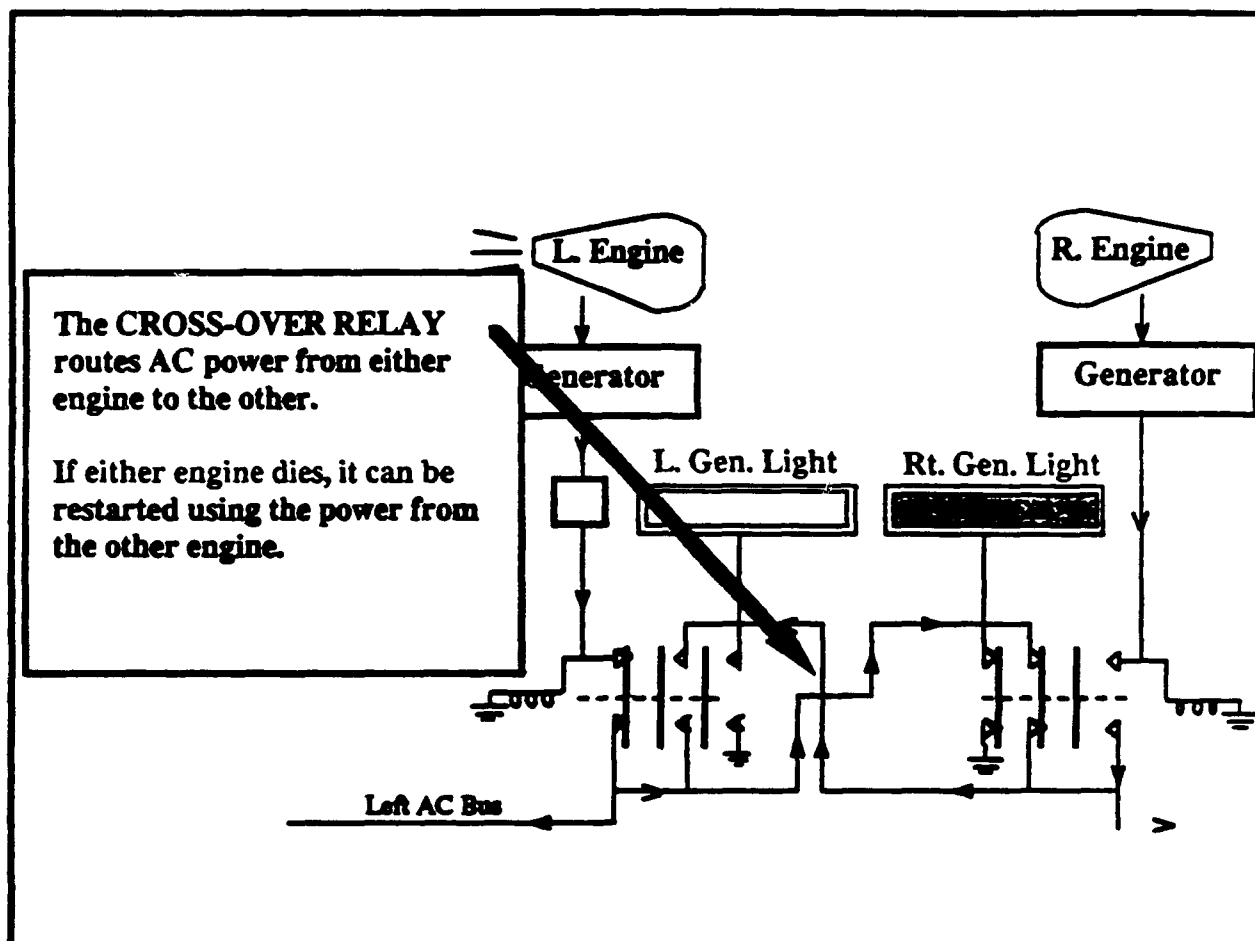 L. Engine
R. Engine
The CROSS-OVER RELAY
routes AC power from either
engine to the other.
If either engine dies, it can be
restarted using the power from
the other engine.
Generator
Generator
L. Gen. Light
Rt. Gen. Light
Left AC Bus